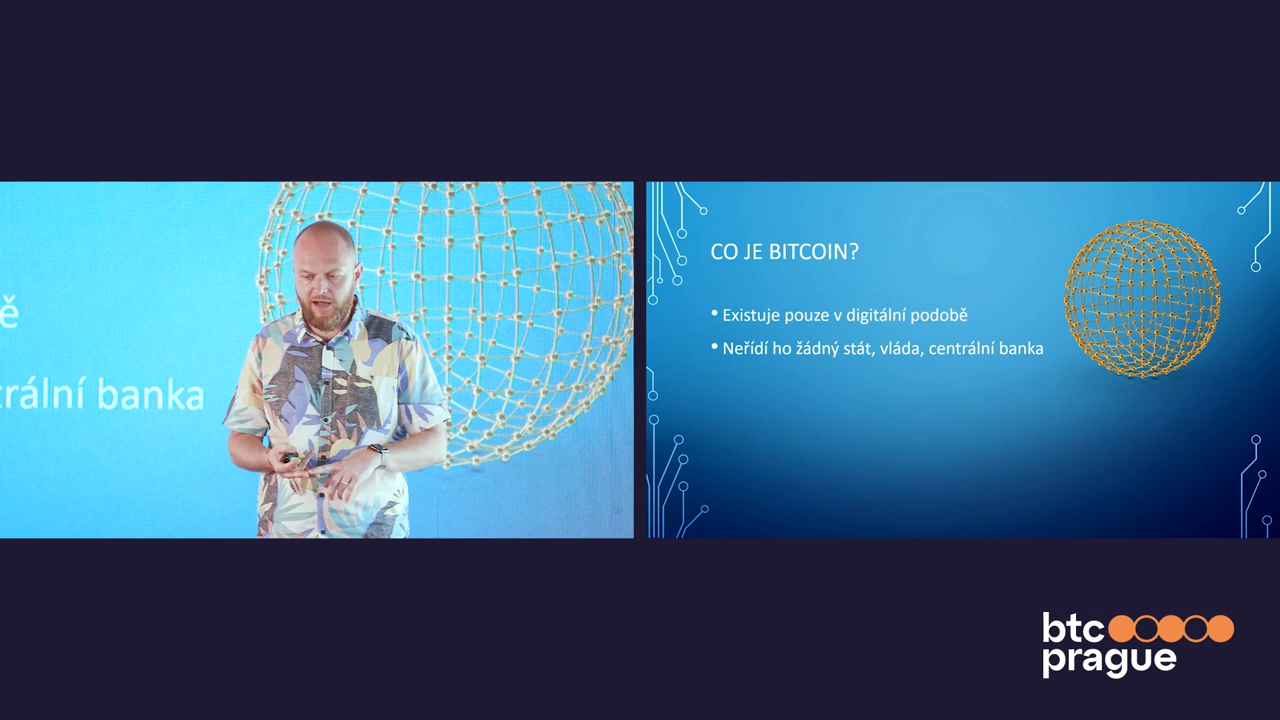 ě
trální banka
CO JE BITCOIN?
• Existuje pouze v digitální podobě
• Neřídí ho žádný stát, vláda, centrální banka
btc
prague